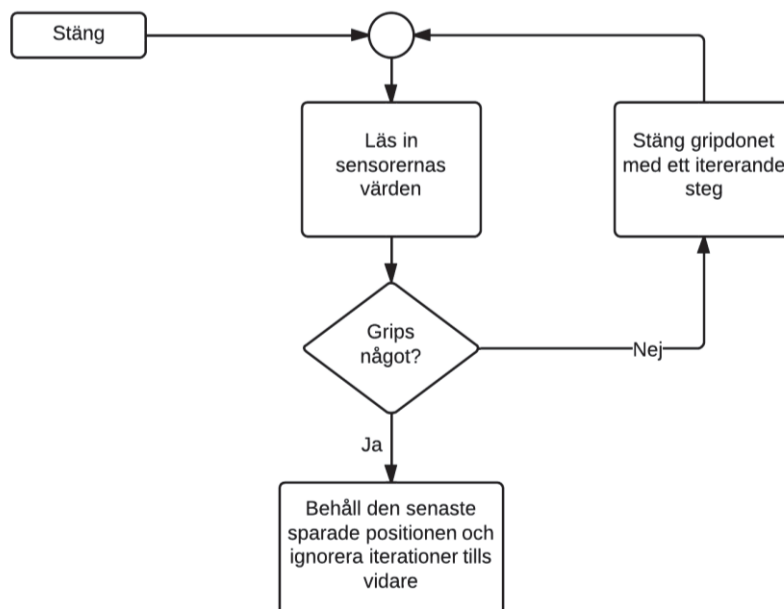 Stäng
Läs in
sensorernas
värden
Stäng gripdonet
med ett itererande
steg
Grips
något?
Nej
Ja
Behåll den senaste
sparade positionen och
ignorera iterationer tills
vidare